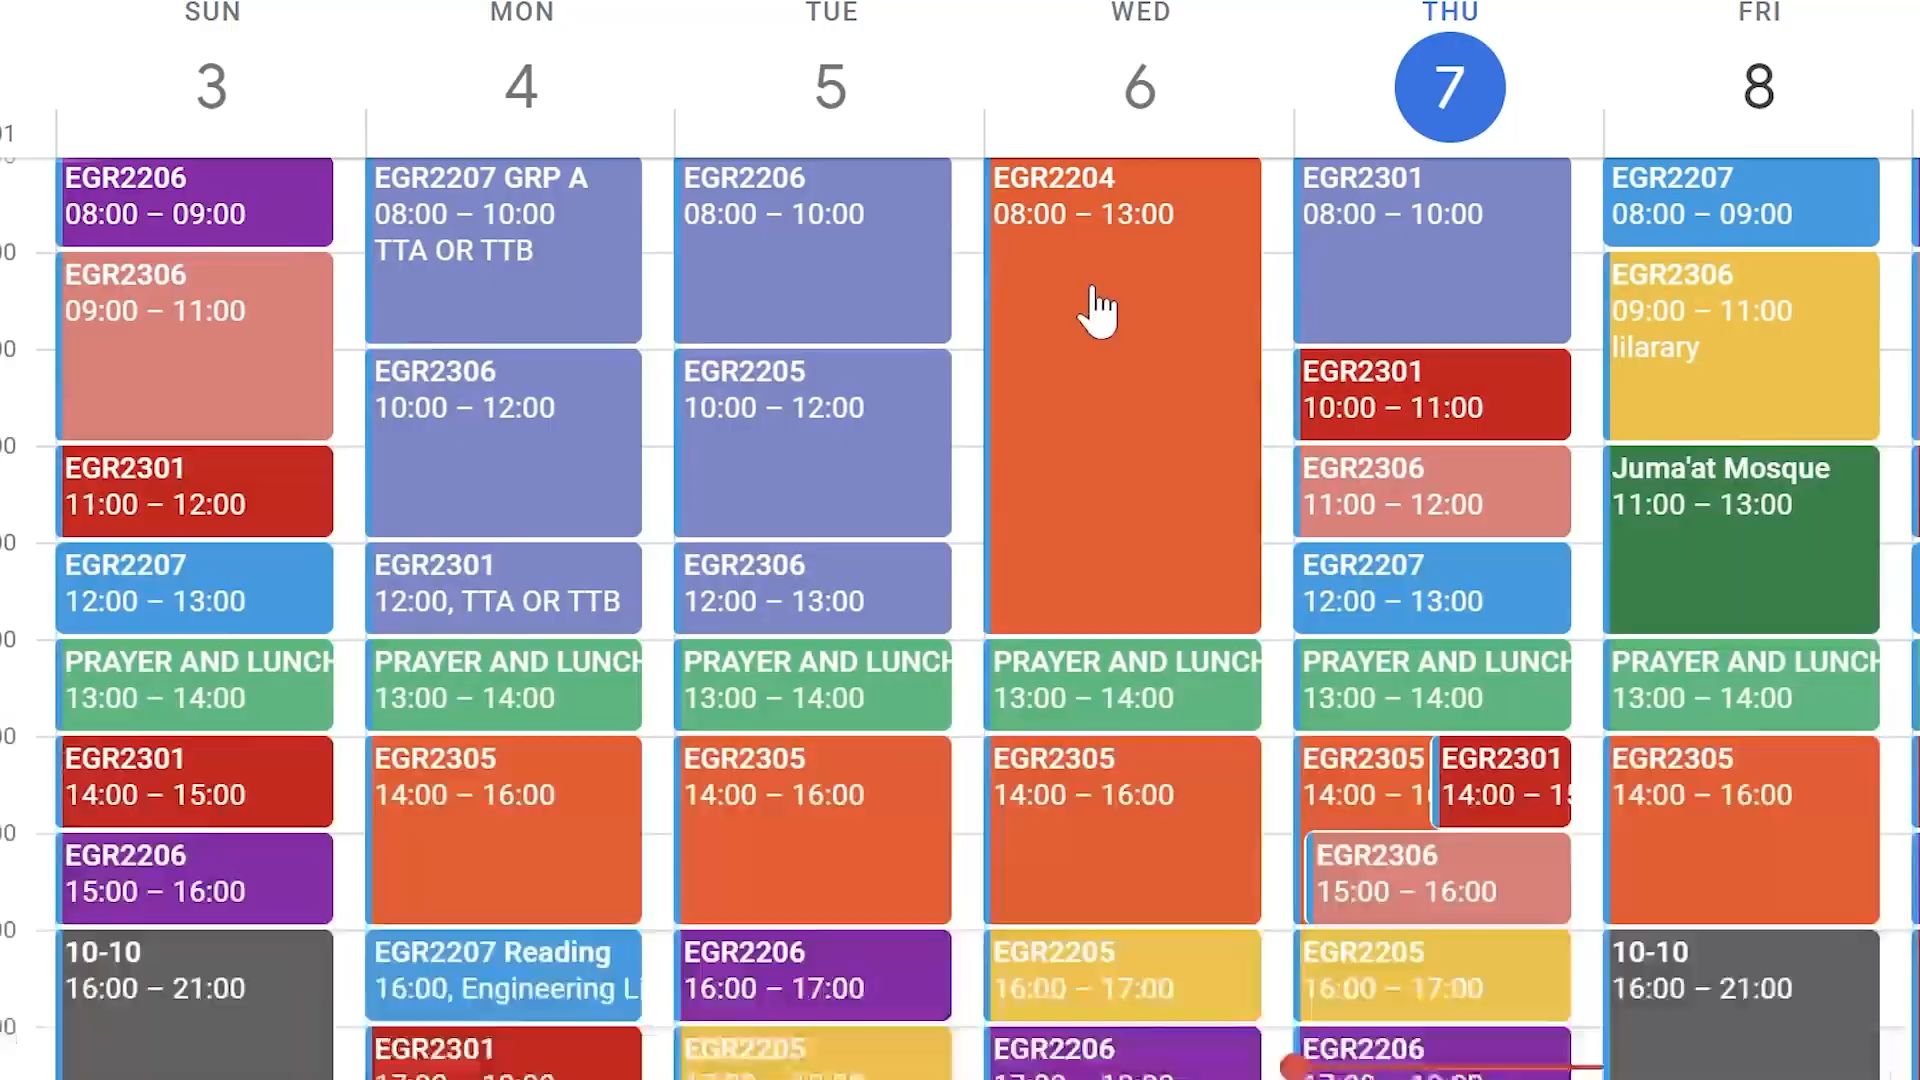 SUN
MON
TUE
WED
THU
FRI
3
4
5
6
7
8
EGR2206
08:00 – 09:00
EGR2306
09:00 – 11:00
EGR2301
11:00 – 12:00
EGR2207
12:00 – 13:00
PRAYER AND LUNCH
13:00 – 14:00
EGR2301
14:00 – 15:00
EGR2206
15:00 – 16:00
10-10
16:00 – 21:00
EGR2207 GRP A
08:00 – 10:00
TTA OR TTB
EGR2306
10:00 – 12:00
EGR2301
12:00, TTA OR TTB
PRAYER AND LUNCH
13:00 – 14:00
EGR2305
14:00 – 16:00
EGR2207 Reading
16:00, Engineering Li
EGR2301
EGR2206
08:00 – 10:00
EGR2205
10:00 – 12:00
EGR2306
12:00 – 13:00
PRAYER AND LUNCH
13:00 – 14:00
EGR2305
14:00 – 16:00
EGR2206
16:00 – 17:00
EGR2205
EGR2204
08:00 – 13:00
PRAYER AND LUNCH
13:00 – 14:00
EGR2305
14:00 – 16:00
EGR2205
16:00 – 17:00
EGR2206
EGR2301
08:00 – 10:00
EGR2301
10:00 – 11:00
EGR2306
11:00 – 12:00
EGR2207
12:00 – 13:00
PRAYER AND LUNCH
13:00 – 14:00
EGR2305
14:00 – 1
EGR2301
14:00 – 15
EGR2306
15:00 – 16:00
EGR2205
16:00 – 17:00
EGR2206
EGR2207
08:00 – 09:00
EGR2306
09:00 – 11:00
lilarary
Juma'at Mosque
11:00 – 13:00
PRAYER AND LUNCH
13:00 – 14:00
EGR2305
14:00 – 16:00
10-10
16:00 – 21:00